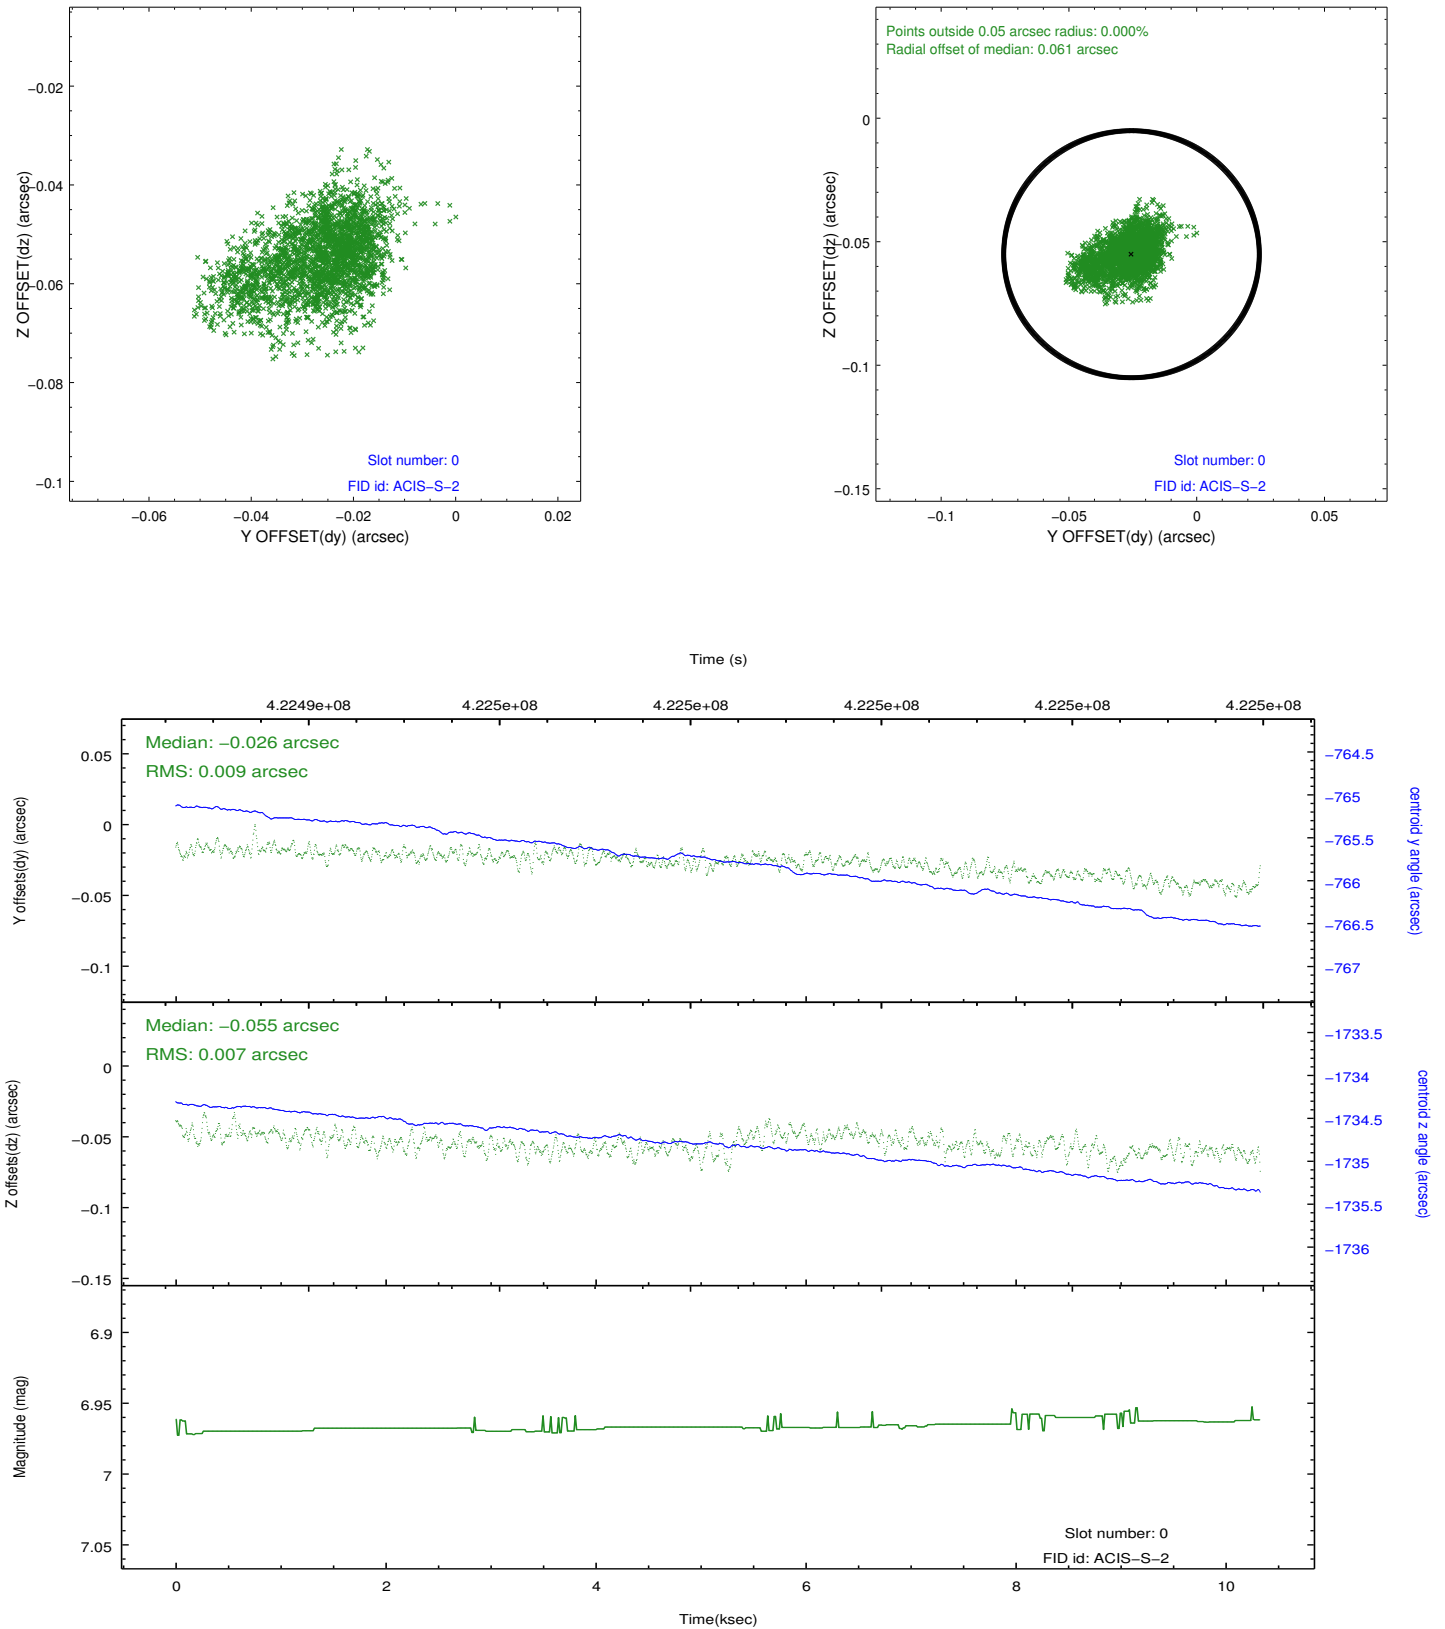 −0.02
−0.04
−0.06
−0.08
−0.1
Z OFFSET(dz) (arcsec)
Slot number: 0
FID id: ACIS−S−2
−0.06
−0.04
−0.02
0
0.02
Y OFFSET(dy) (arcsec)
Points outside 0.05 arcsec radius: 0.000%
Radial offset of median: 0.061 arcsec
0
−0.05
−0.1
−0.15
Z OFFSET(dz) (arcsec)
Slot number: 0
FID id: ACIS−S−2
−0.1
−0.05
0
0.05
Y OFFSET(dy) (arcsec)
Time (s)
4.2249e+08
4.225e+08
4.225e+08
4.225e+08
4.225e+08
4.225e+08
Median: −0.026 arcsec
RMS: 0.009 arcsec
0.05
0
−0.05
−0.1
Y offsets(dy) (arcsec)
−764.5
−765
−765.5
−766
−766.5
−767
centroid y angle (arcsec)
Median: −0.055 arcsec
RMS: 0.007 arcsec
0
−0.05
−0.1
−0.15
Z offsets(dz) (arcsec)
−1733.5
−1734
−1734.5
−1735
−1735.5
−1736
centroid z angle (arcsec)
6.9
6.95
7
7.05
Magnitude (mag)
Slot number: 0
FID id: ACIS−S−2
0
2
4
6
8
10
Time(ksec)